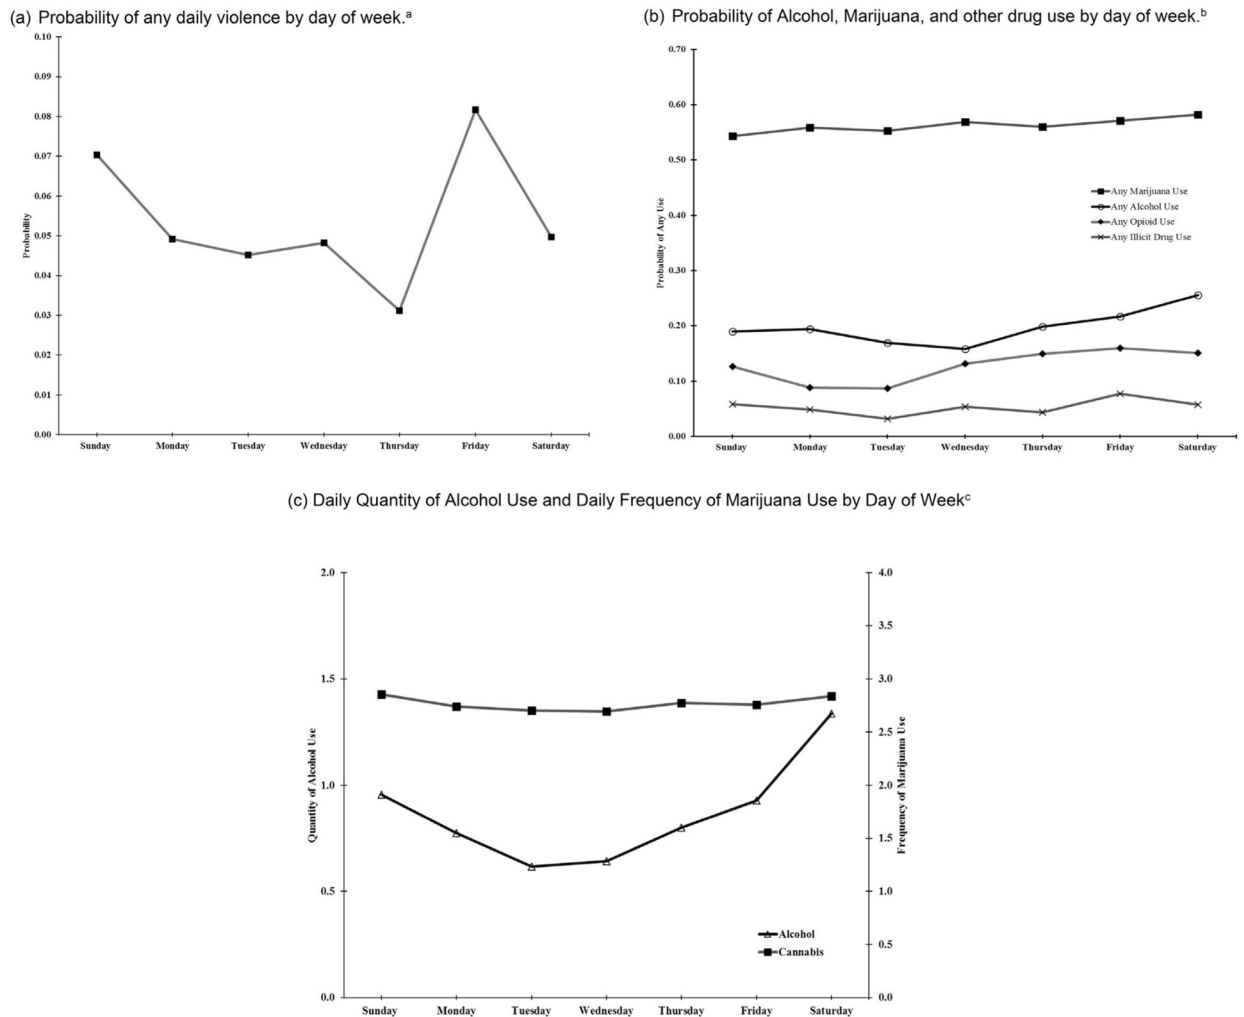 (a) Probability of any daily violence by day of week.ᵃ
0.10
0.09
0.08
0.07
0.06
0.05
0.04
0.03
0.02
0.01
0.00
Probability
Sunday Monday Tuesday Wednesday Thursday Friday Saturday
(b) Probability of Alcohol, Marijuana, and other drug use by day of week.ᵇ
0.70
0.60
0.50
0.40
0.30
0.20
0.10
0.00
Probability of Any Use
Any Marijuana Use
Any Alcohol Use
Any Opioid Use
Any Illicit Drug Use
Sunday Monday Tuesday Wednesday Thursday Friday Saturday
(c) Daily Quantity of Alcohol Use and Daily Frequency of Marijuana Use by Day of Weekᶜ
2.0
1.5
1.0
0.5
0.0
Quantity of Alcohol Use
4.0
3.5
3.0
2.5
2.0
1.5
1.0
0.5
0.0
Frequency of Marijuana Use
Alcohol
Cannabis
Sunday Monday Tuesday Wednesday Thursday Friday Saturday